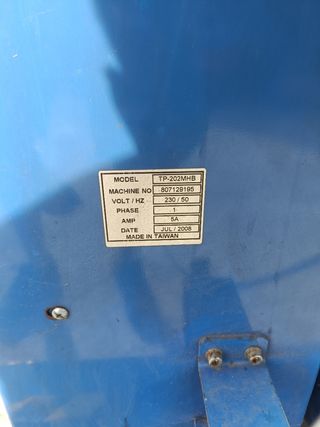 MODEL TP-202MHB
MACHINE NO 807129195
VOLT / HZ 230 / 50
PHASE 1
AMP 5A
DATE JUL / 2008
MADE IN TAIWAN